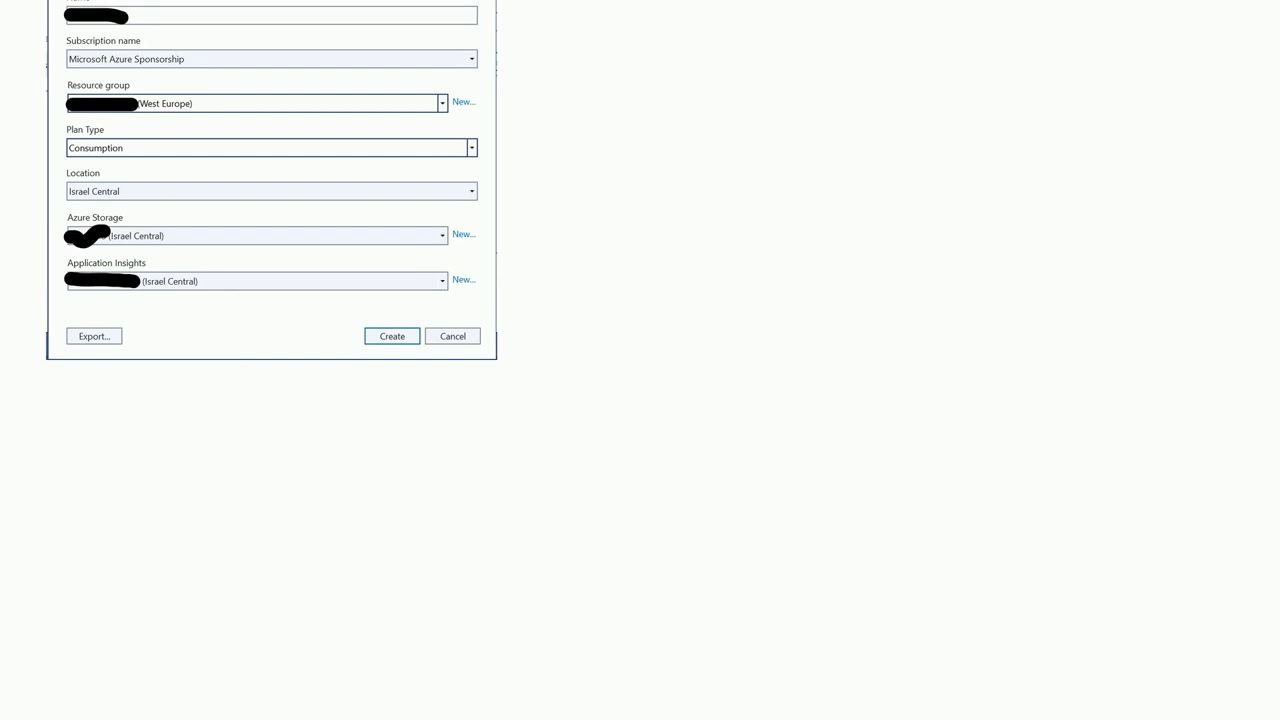 Subscription name
Microsoft Azure Sponsorship
Resource group
(West Europe)
New...
Plan Type
Consumption
Location
Israel Central
Azure Storage
(Israel Central)
New...
Application Insights
(Israel Central)
New...
Export...
Create
Cancel